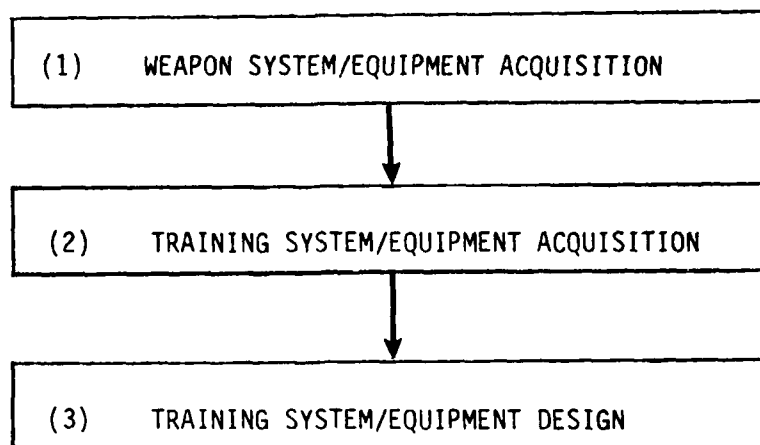 (1) WEAPON SYSTEM/EQUIPMENT ACQUISITION
(2) TRAINING SYSTEM/EQUIPMENT ACQUISITION
(3) TRAINING SYSTEM/EQUIPMENT DESIGN